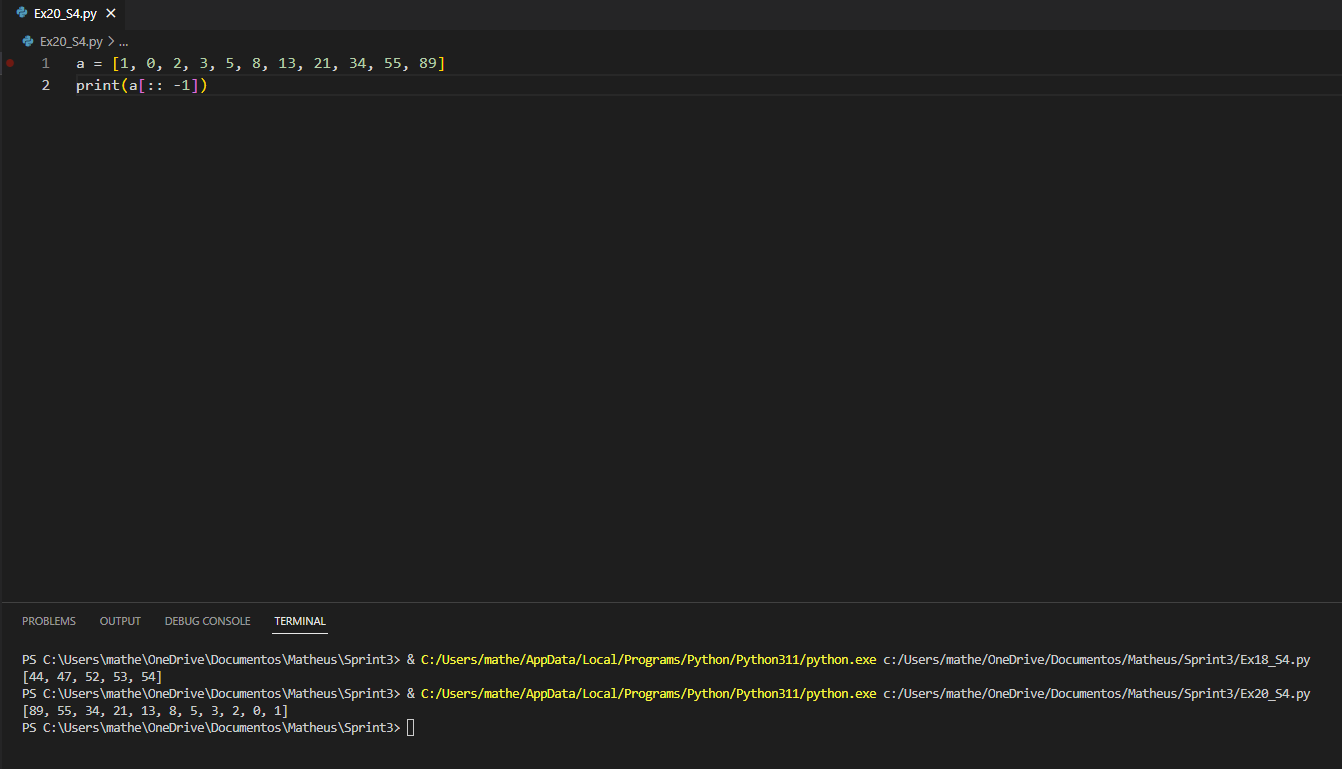 Ex20_S4.py
Ex20_S4.py > ...
1 a = [1, 0, 2, 3, 5, 8, 13, 21, 34, 55, 89]
2 print(a[:: -1])
PROBLEMS OUTPUT DEBUG CONSOLE TERMINAL
PS C:\Users\mathe\OneDrive\Documentos\Matheus\Sprint3> & C:/Users/mathe/AppData/Local/Programs/Python/Python311/python.exe c:/Users/mathe/OneDrive/Documentos/Matheus/Sprint3/Ex18_S4.py
[44, 47, 52, 53, 54]
PS C:\Users\mathe\OneDrive\Documentos\Matheus\Sprint3> & C:/Users/mathe/AppData/Local/Programs/Python/Python311/python.exe c:/Users/mathe/OneDrive/Documentos/Matheus/Sprint3/Ex20_S4.py
[89, 55, 34, 21, 13, 8, 5, 3, 2, 0, 1]
PS C:\Users\mathe\OneDrive\Documentos\Matheus\Sprint3>